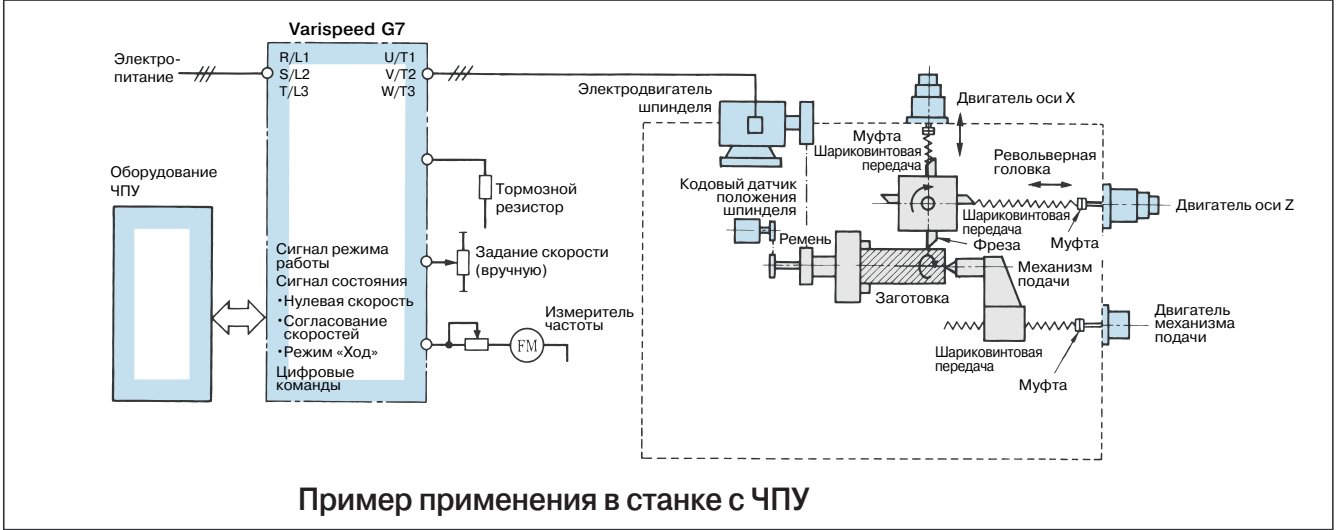 Varispeed G7
Электро-
питание
R/L1
S/L2
T/L3
U/T1
V/T2
W/T3
Оборудование
ЧПУ
Сигнал режима
работы
Сигнал состояния
•Нулевая скорость
•Согласование
скоростей
•Режим «Ход»
Цифровые
команды
Тормозной
резистор
Задание скорости
(вручную)
Измеритель
частоты
FM
Электродвигатель
шпинделя
Двигатель оси X
Муфта
Шариковинтовая
передача
Револьверная
головка
Кодовый датчик
положения
шпинделя
Двигатель оси Z
Шариковинтовая
передача
Муфта
Фреза
Ремень
Механизм
подачи
Заготовка
Двигатель
механизма
подачи
Шариковинтовая
передача
Муфта
Пример применения в станке с ЧПУ